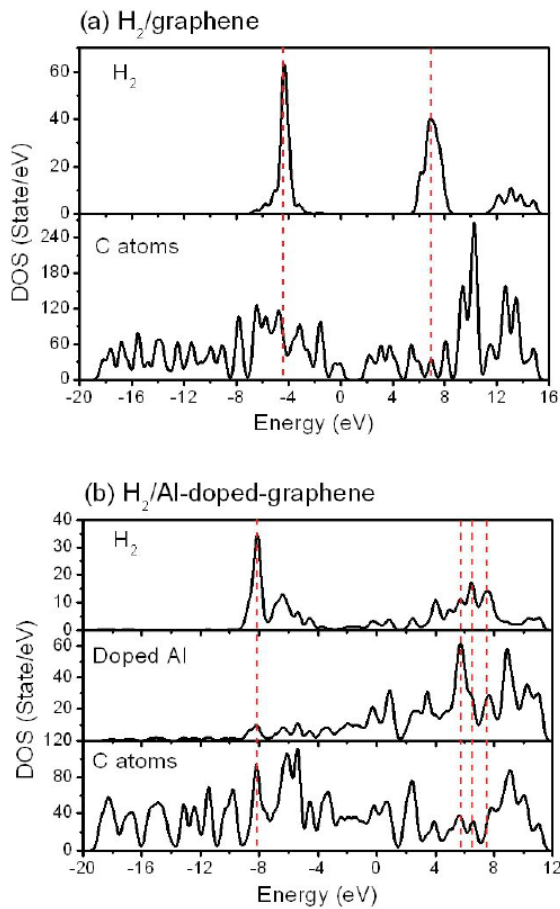 (a) H₂/graphene
H₂
60
40
20
0
DOS (State/eV)
C atoms
240
180
120
60
0
-20 -16 -12 -8 -4 0 4 8 12 16
Energy (eV)
(b) H₂/Al-doped-graphene
40
H₂
30
20
10
0
Doped Al
60
40
20
DOS (State/eV)
120
C atoms
80
40
0
-20 -16 -12 -8 -4 0 4 8 12
Energy (eV)